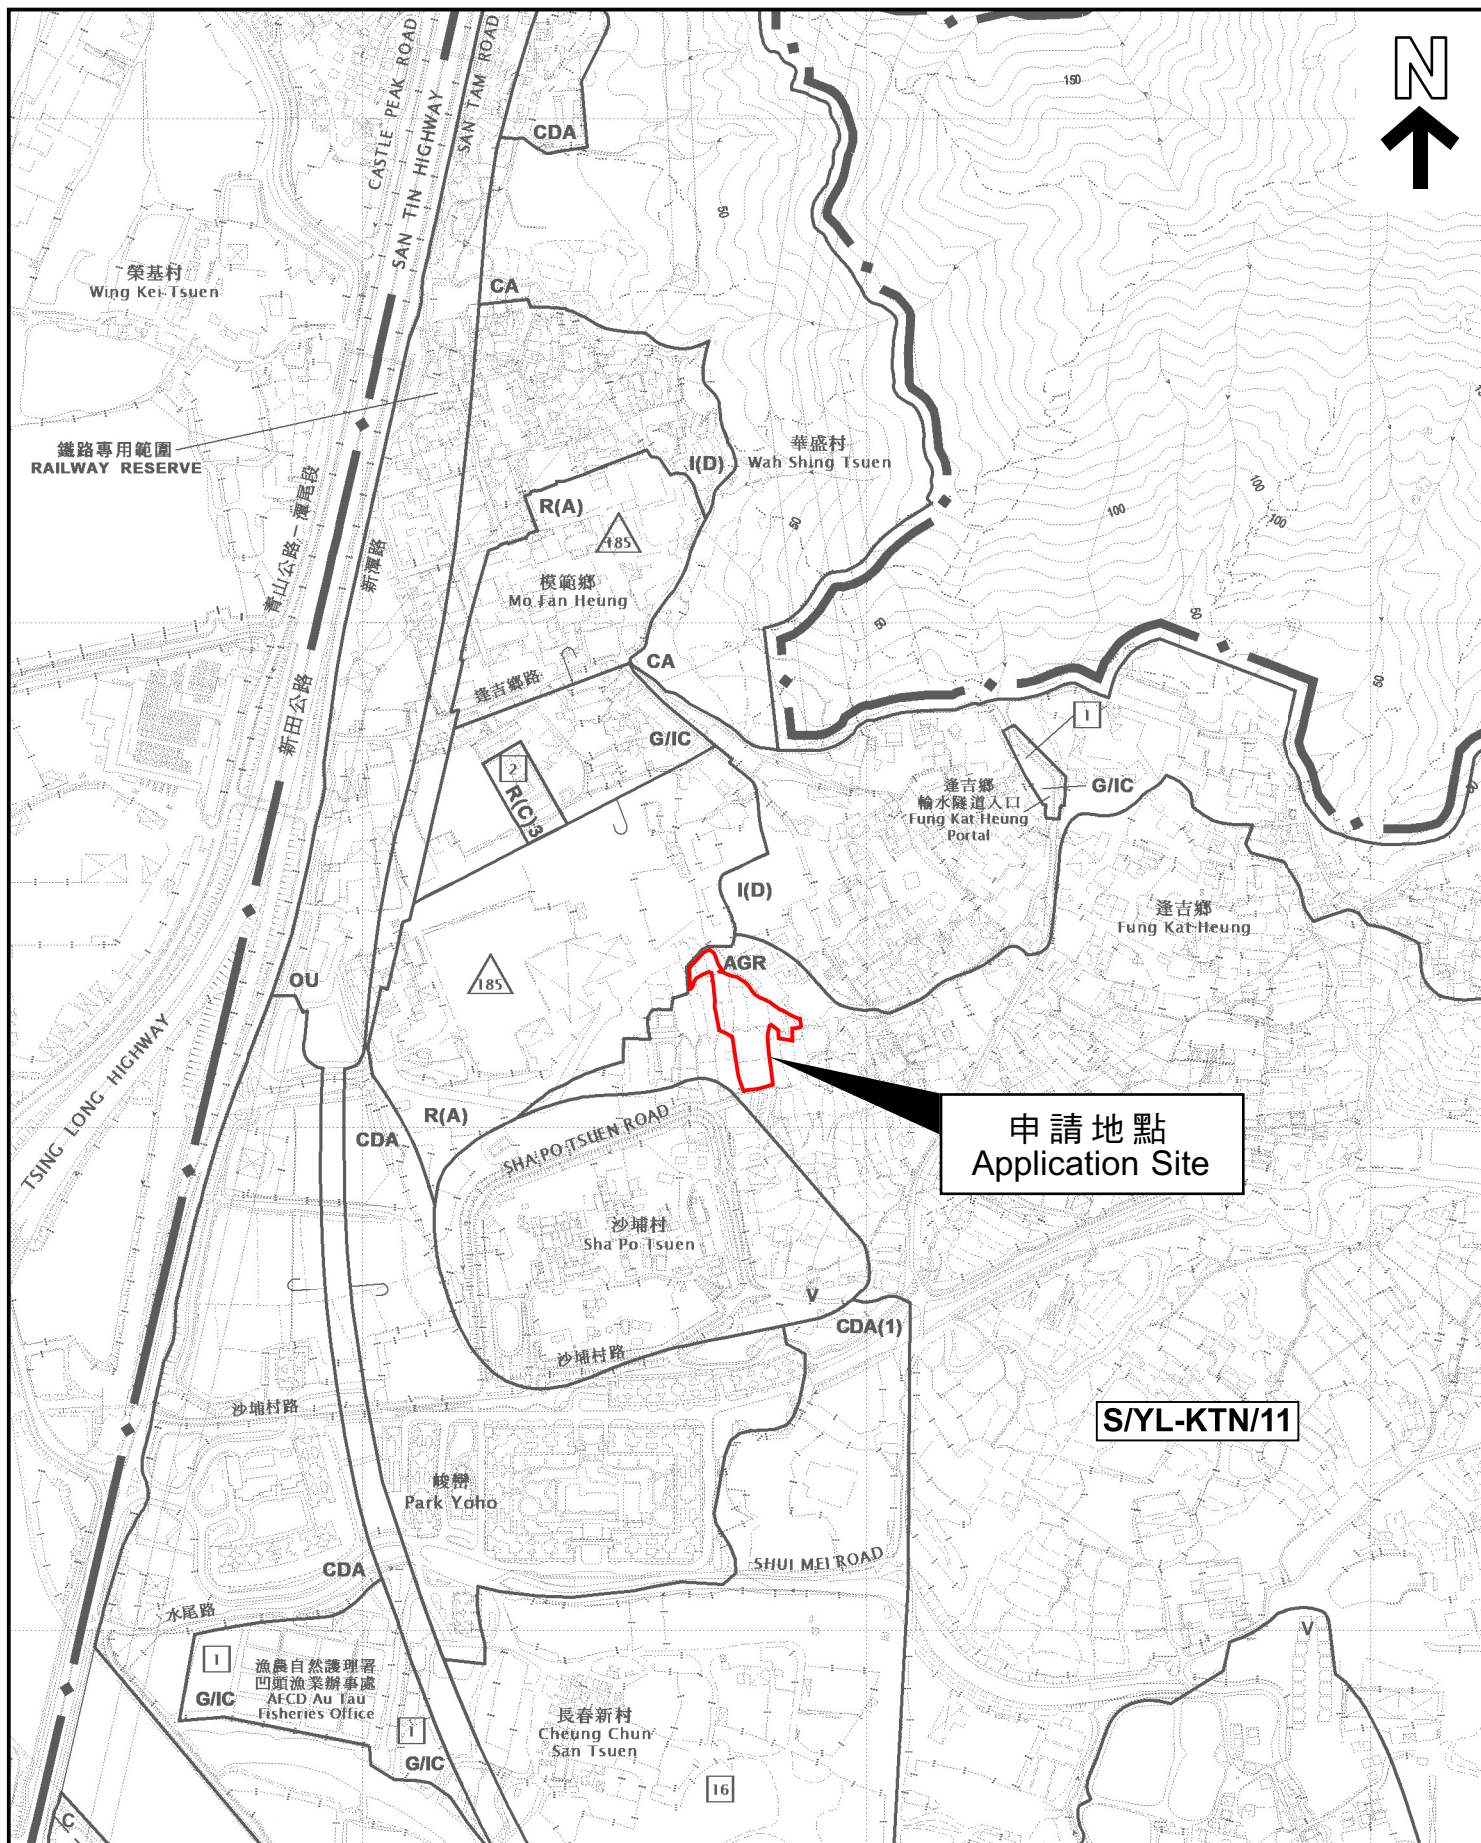 N
CASTLE PEAK ROAD
SAN TIN HIGHWAY
SAN TAM ROAD
CDA
150
50
榮基村
Wing Kei Tsuen
CA
鐵路專用範圍
RAILWAY RESERVE
華盛村
Wah Shing Tsuen
I(D)
R(A)
185
50
100
100
100
青山公路－潭尾段
新潭路
模範鄉
Mo Fan Heung
50
50
50
CA
逢吉鄉路
新田公路
G/IC
1
2
R(C)3
逢吉鄉
輸水隧道入口
Fung Kat Heung
Portal
G/IC
I(D)
逢吉鄉
Fung Kat Heung
AGR
OU
185
TSING LONG HIGHWAY
申請地點
Application Site
R(A)
CDA
SHA PO TSUEN ROAD
沙埔村
Sha Po Tsuen
V
CDA(1)
沙埔村路
沙埔村路
S/YL-KTN/11
峻巒
Park Yoho
SHUI MEI ROAD
CDA
水尾路
V
1
漁農自然護理署
凹頭漁業辦事處
AFCD Au Tau
Fisheries Office
G/IC
1
G/IC
長春新村
Cheung Chun
San Tsuen
16
C